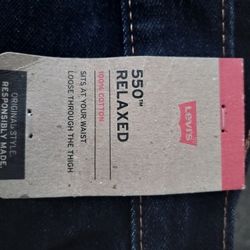 Levi's
550™
RELAXED
100% COTTON
SITS AT YOUR WAIST
LOOSE THROUGH THE THIGH
ORIGINAL STYLE.
RESPONSIBLY MADE.